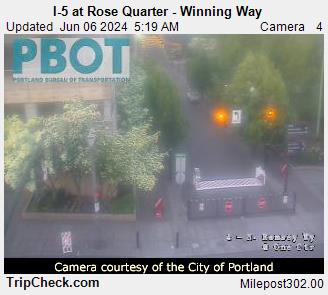 I-5 at Rose Quarter - Winning Way
Updated Jun 06 2024 5:19 AM Camera 4
PBOT
PORTLAND BUREAU OF TRANSPORTATION
Camera courtesy of the City of Portland
TripCheck.com Milepost302.00